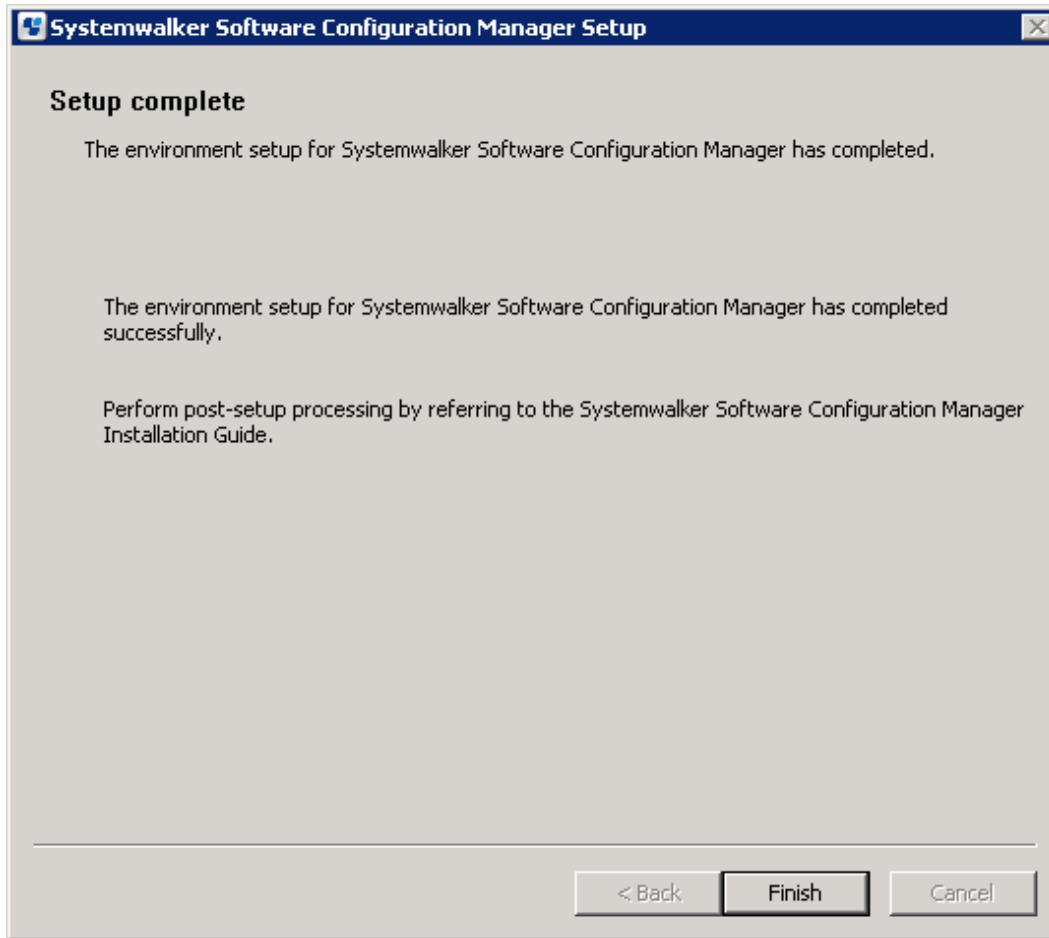 Systemwalker Software Configuration Manager Setup
Setup complete
The environment setup for Systemwalker Software Configuration Manager has completed.
The environment setup for Systemwalker Software Configuration Manager has completed
successfully.
Perform post-setup processing by referring to the Systemwalker Software Configuration Manager
Installation Guide.
< Back
Finish
Cancel